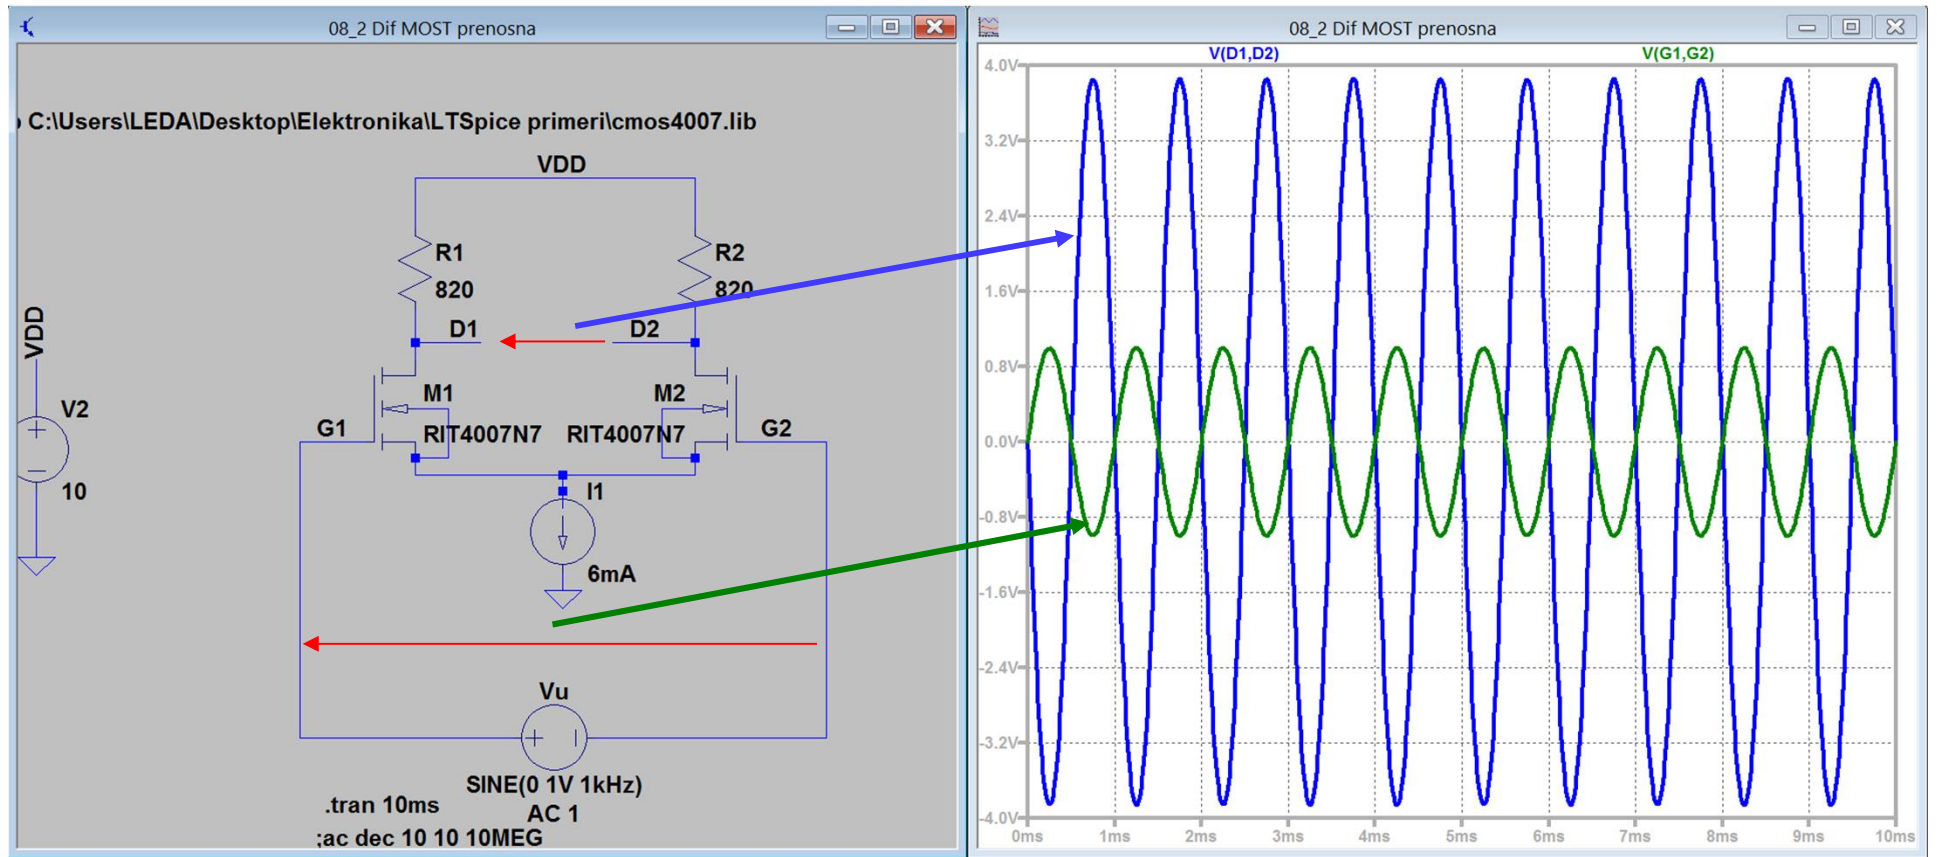 08_2 Dif MOST prenosna
C:\Users\LEDA\Desktop\Elektronika\LTSpice primeri\cmos4007.lib
VDD
R1
820
R2
820
D1
D2
VDD
V2
10
M1
RIT4007N7
M2
RIT4007N7
G1
G2
I1
6mA
Vu
SINE(0 1V 1kHz)
AC 1
.tran 10ms
;ac dec 10 10 10MEG
08_2 Dif MOST prenosna
V(D1,D2)
V(G1,G2)
4.0V
3.2V
2.4V
1.6V
0.8V
0.0V
-0.8V
-1.6V
-2.4V
-3.2V
-4.0V
0ms 1ms 2ms 3ms 4ms 5ms 6ms 7ms 8ms 9ms 10ms